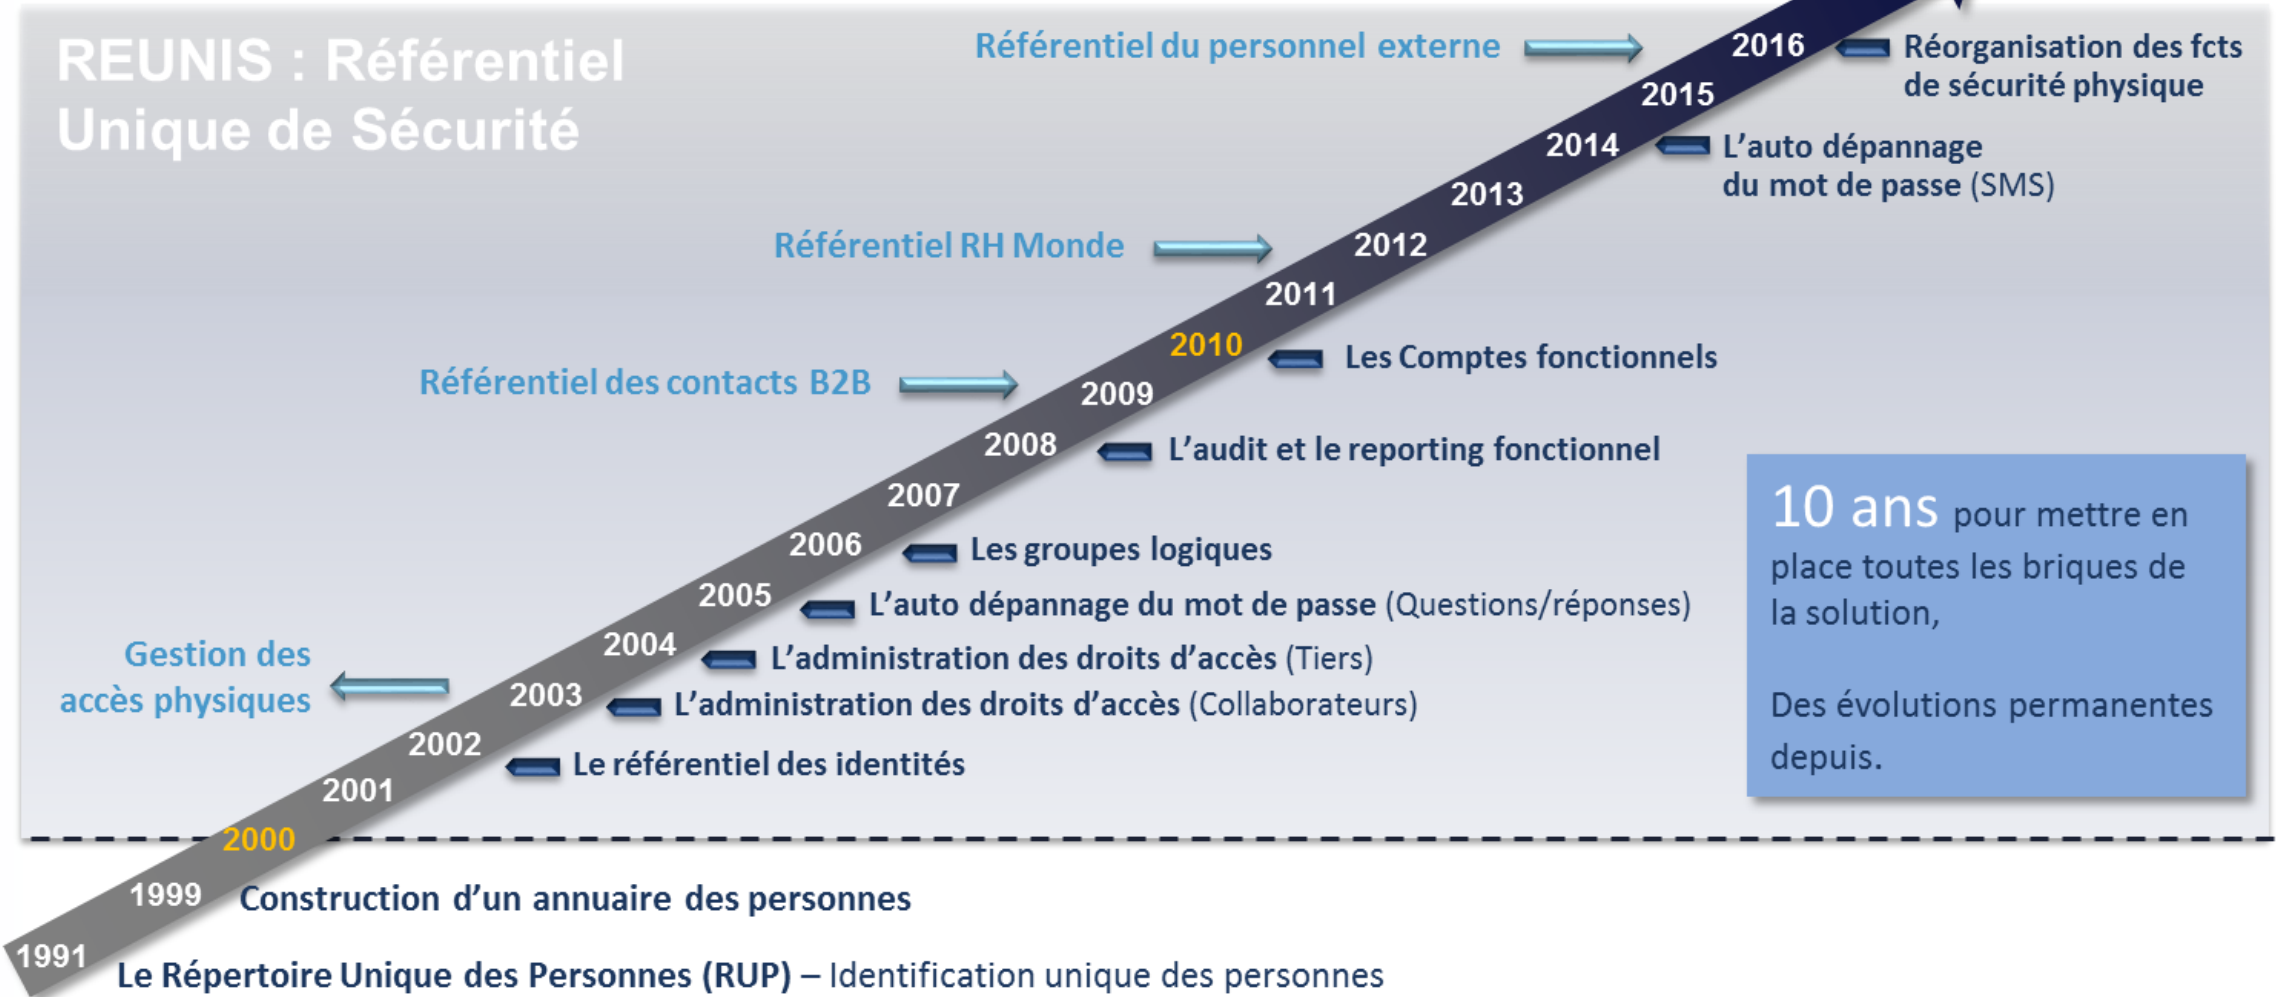 REUNIS : Référentiel
Unique de Sécurité
Référentiel du personnel externe
2016
Réorganisation des fcts
de sécurité physique
2015
2014
L'auto dépannage
du mot de passe (SMS)
2013
Référentiel RH Monde
2012
2011
2010
Les Comptes fonctionnels
Référentiel des contacts B2B
2009
2008
L'audit et le reporting fonctionnel
2007
2006
Les groupes logiques
2005
L'auto dépannage du mot de passe (Questions/réponses)
2004
L'administration des droits d'accès (Tiers)
Gestion des
accès physiques
2003
L'administration des droits d'accès (Collaborateurs)
2002
Le référentiel des identités
2001
2000
10 ans pour mettre en
place toutes les briques de
la solution,
Des évolutions permanentes
depuis.
1999
Construction d'un annuaire des personnes
1991
Le Répertoire Unique des Personnes (RUP) – Identification unique des personnes